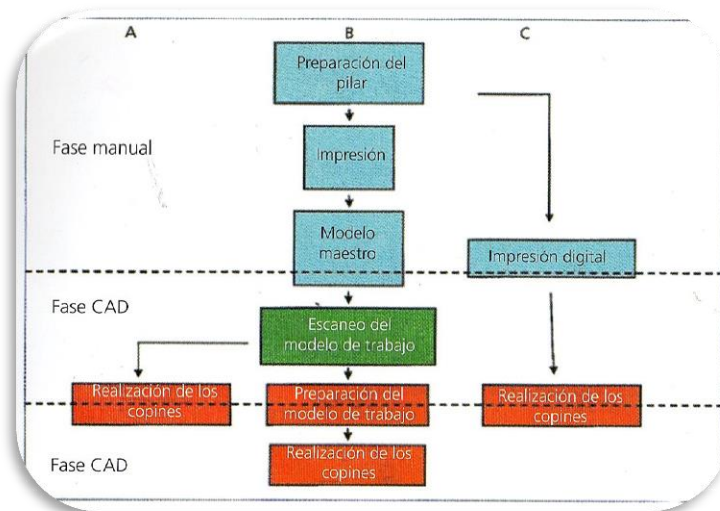 A
B
C
Preparación del
pilar
Fase manual
Impresión
Modelo
maestro
Impresión digital
Fase CAD
Escaneo del
modelo de trabajo
Realización de los
copines
Preparación del
modelo de trabajo
Realización de los
copines
Realización de los
copines
Fase CAD